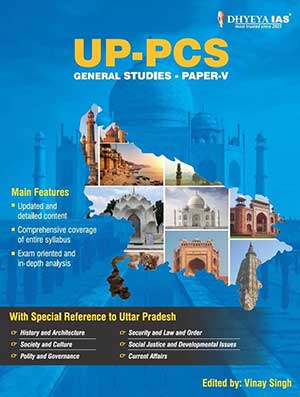 DHYEYA IAS
most trusted since 2003
UP-PCS
GENERAL STUDIES - PAPER-V
Main Features
Updated and
detailed content
Comprehensive coverage
of entire syllabus
Exam oriented and
in-depth analysis
With Special Reference to Uttar Pradesh
History and Architecture
Society and Culture
Polity and Governance
Security and Law and Order
Social Justice and Developmental Issues
Current Affairs
Edited by: Vinay Singh